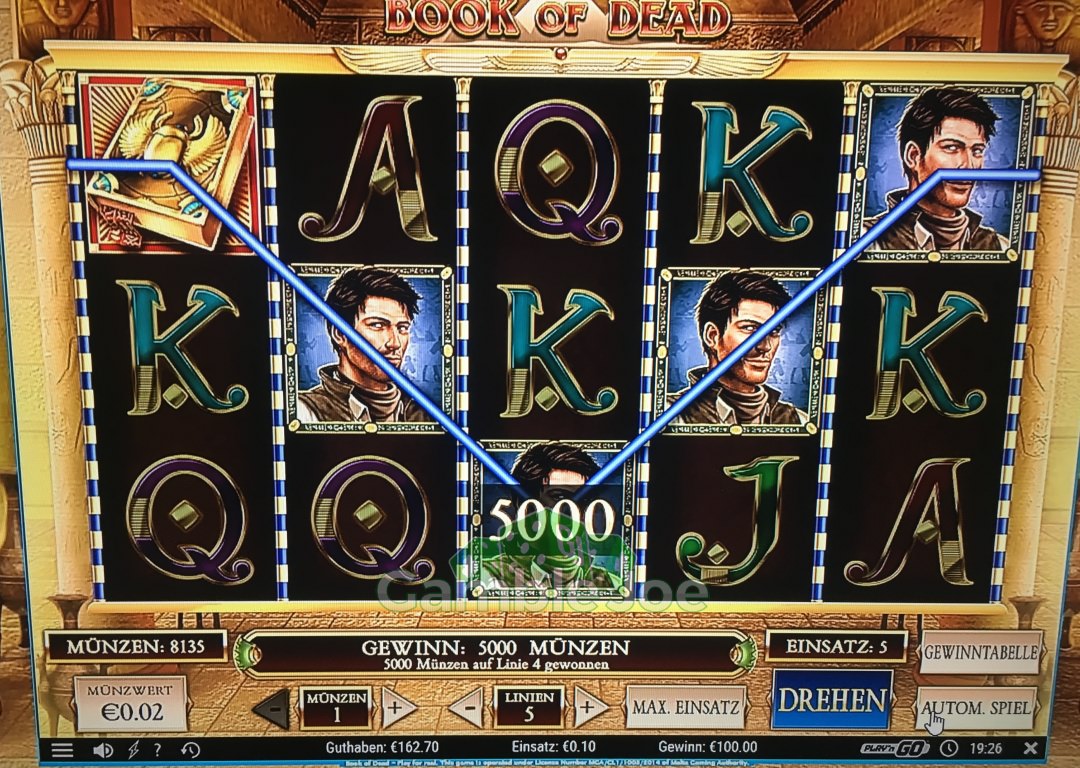 BOOK OF DEAD
A Q K
K K K
5000
Q Q J A
GambleJoe
MÜNZEN: 8135
GEWINN: 5000 MÜNZEN
5000 Münzen auf Linie 4 gewonnen
EINSATZ: 5
GEWINNTABELLE
MÜNZWERT
€0.02
-
MÜNZEN
1
+
-
LINIEN
5
+
MAX. EINSATZ
DREHEN
AUTOM. SPIEL
?
Guthaben: €162.70
Einsatz: €0.10
Gewinn: €100.00
PLAY'n GO
19:26
Book of Dead - Play for real. This game is operated under License Number MGA/CL1/1008/2014 of Malta Gaming Authority.